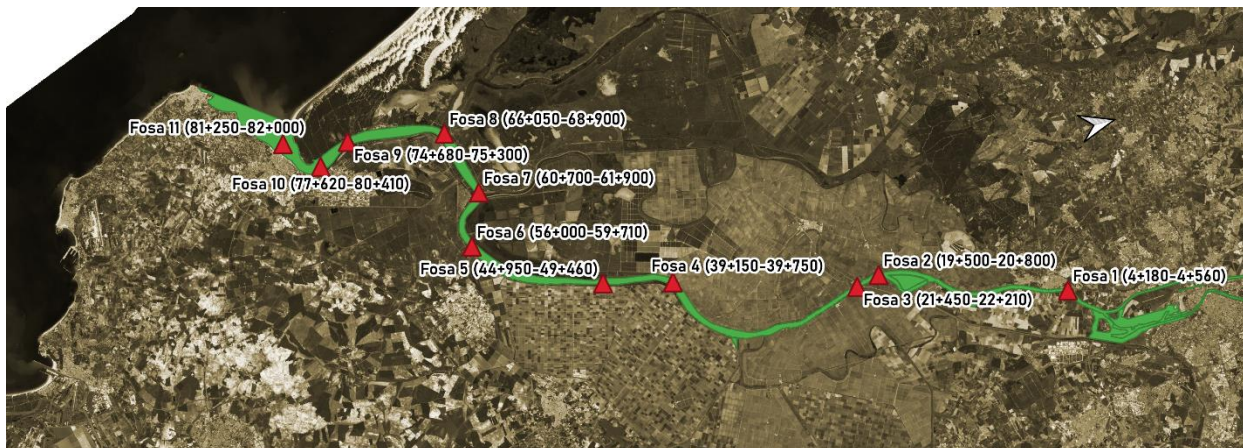 Fosa 11 (81+250-82+000)
Fosa 8 (66+050-68+900)
Fosa 9 (74+680-75+300)
Fosa 10 (77+620-80+410)
Fosa 7 (60+700-61+900)
Fosa 6 (56+000-59+710)
Fosa 5 (44+950-49+460)
Fosa 4 (39+150-39+750)
Fosa 2 (19+500-20+800)
Fosa 3 (21+450-22+210)
Fosa 1 (4+180-4+560)